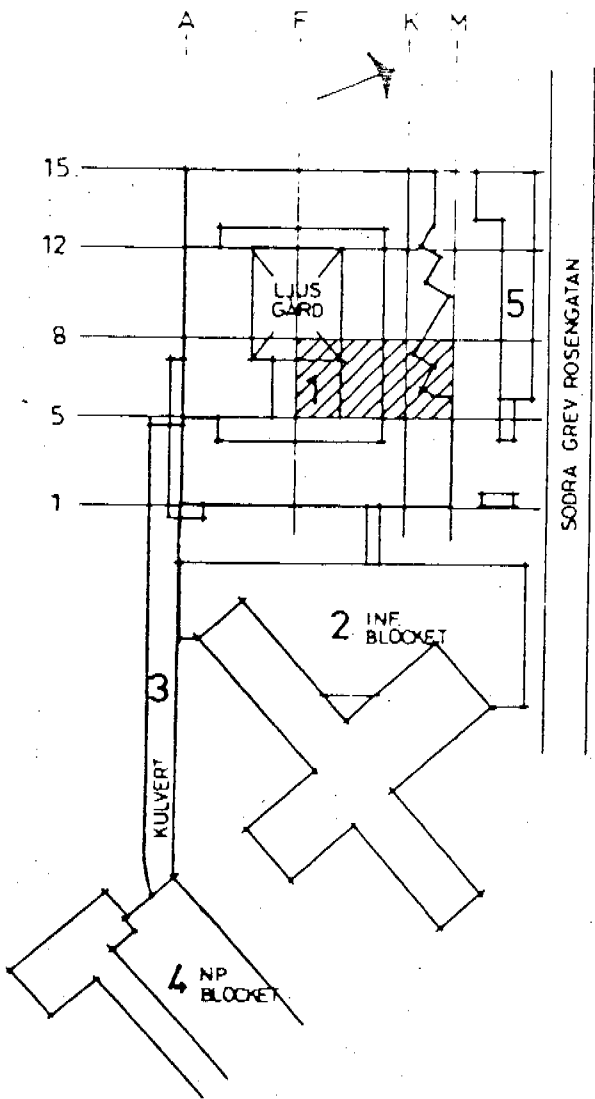 A F K M
15
12
LJUS
GÅRD
5
8
5
1
SÖDRA GREV ROSENGATAN
2 INF.
BLOCKET
3
KULVERT
4 NP
BLOCKET